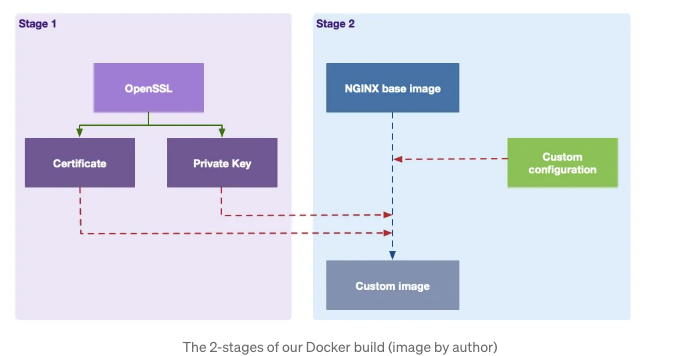 Stage 1
Stage 2
OpenSSL
NGINX base image
Certificate
Private Key
Custom
configuration
Custom image
The 2-stages of our Docker build (image by author)